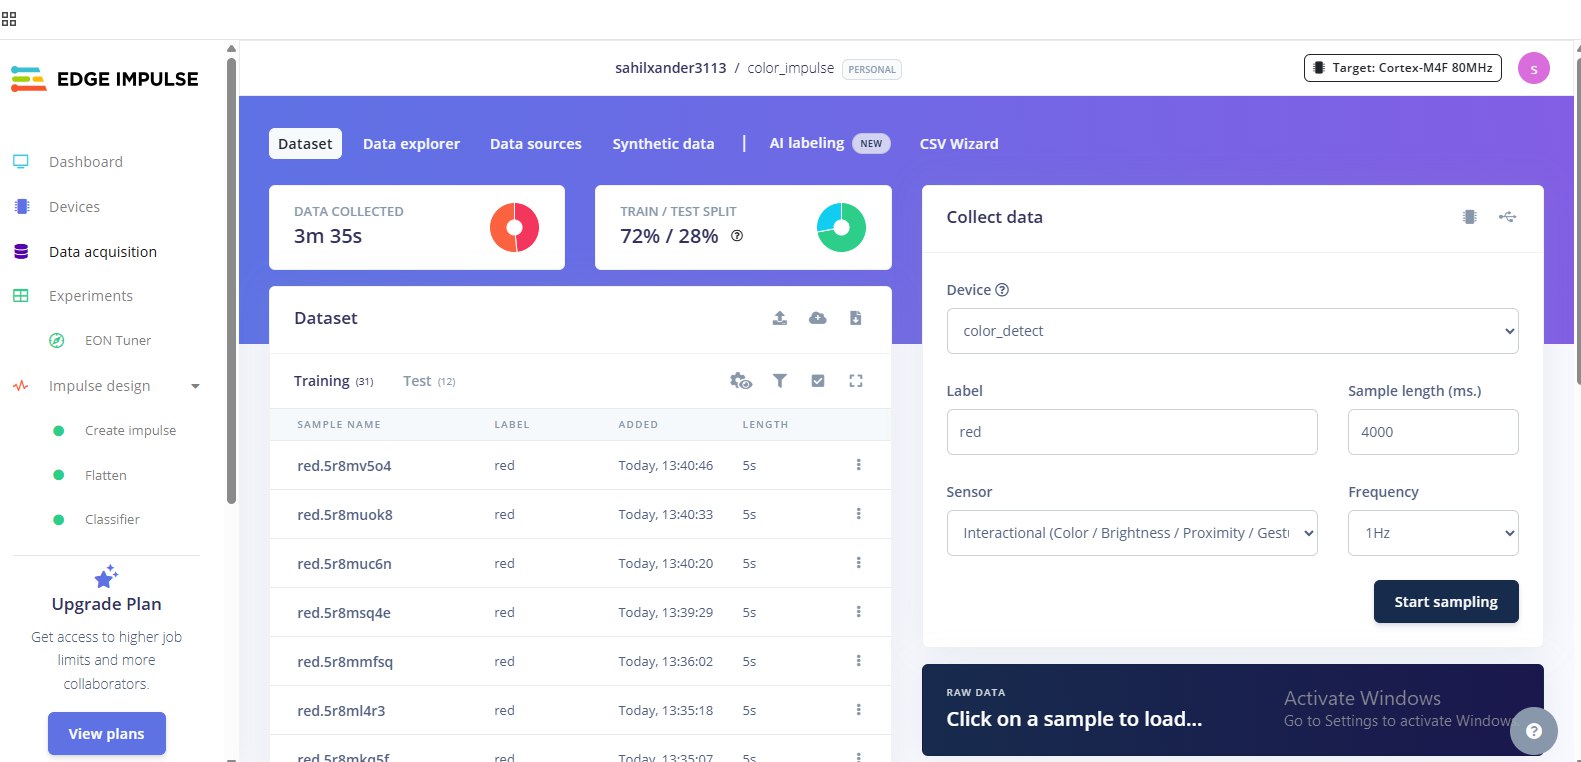 EDGE IMPULSE
sahilxander3113 / color_impulse PERSONAL
Target: Cortex-M4F 80MHz
s
Dashboard
Devices
Data acquisition
Experiments
EON Tuner
Impulse design
Create impulse
Flatten
Classifier
Upgrade Plan
Get access to higher job
limits and more
collaborators.
View plans
Dataset Data explorer Data sources Synthetic data | AI labeling NEW CSV Wizard
DATA COLLECTED
3m 35s
TRAIN / TEST SPLIT
72% / 28% ?
Dataset
Training (31) Test (12)
SAMPLE NAME LABEL ADDED LENGTH
red.5r8mv5o4 red Today, 13:40:46 5s
red.5r8muok8 red Today, 13:40:33 5s
red.5r8muc6n red Today, 13:40:20 5s
red.5r8msq4e red Today, 13:39:29 5s
red.5r8mmfsq red Today, 13:36:02 5s
red.5r8ml4r3 red Today, 13:35:18 5s
red.5r8mkq5f red Today, 13:35:07 5s
Collect data
Device ?
color_detect
Label Sample length (ms.)
red 4000
Sensor Frequency
Interactional (Color / Brightness / Proximity / Gestu 1Hz
Start sampling
RAW DATA
Click on a sample to load...
Activate Windows
Go to Settings to activate Windows.
?